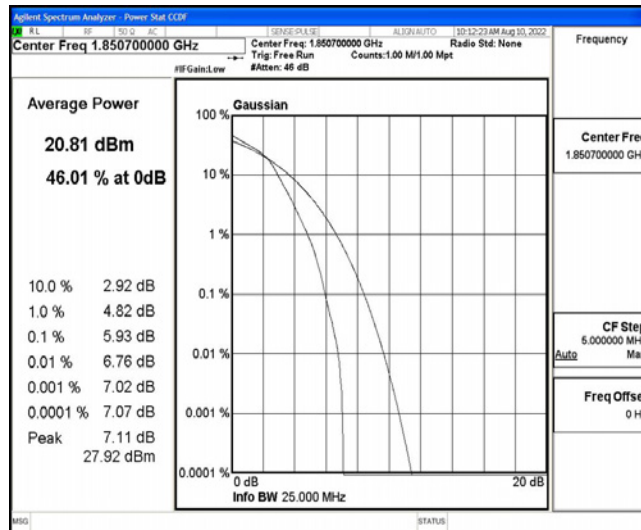 Agilent Spectrum Analyzer - Power Stat CCDF
RL RF 50 Ω AC SENSE:PULSE ALIGN AUTO 10:12:23 AM Aug 10, 2022
Center Freq 1.850700000 GHz
Center Freq: 1.850700000 GHz Radio Std: None
Trig: Free Run Counts:1.00 M/1.00 Mpt
#IFGain:Low #Atten: 46 dB
Frequency
Average Power
20.81 dBm
46.01 % at 0dB
10.0 % 2.92 dB
1.0 % 4.82 dB
0.1 % 5.93 dB
0.01 % 6.76 dB
0.001 % 7.02 dB
0.0001 % 7.07 dB
Peak 7.11 dB
27.92 dBm
Gaussian
100 %
10 %
1 %
0.1 %
0.01 %
0.001 %
0.0001 %
0 dB 20 dB
Info BW 25.000 MHz
Center Fre
1.850700000 GH
CF Step
5.000000 MH
Auto Ma
Freq Offse
0 H
MSG STATUS